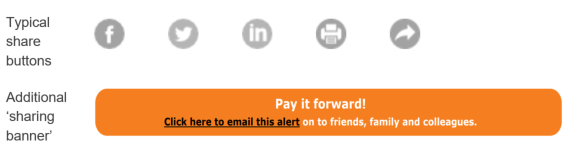 Typical
share
buttons
f
in
Additional
‘sharing
banner’
Pay it forward!
Click here to email this alert on to friends, family and colleagues.